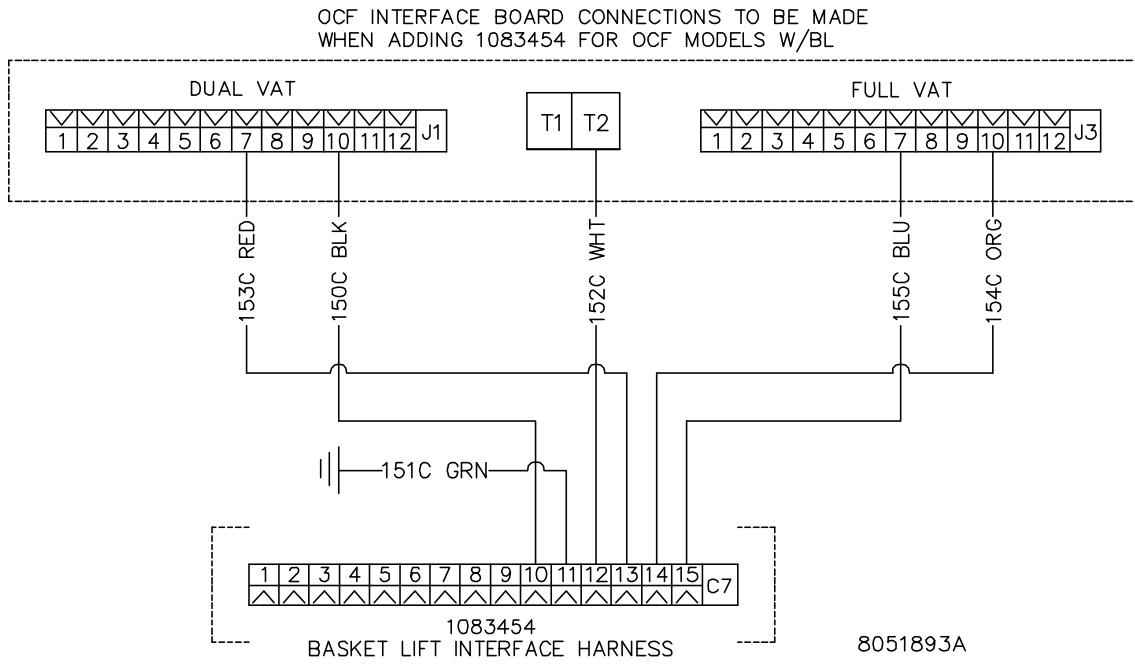 OCF INTERFACE BOARD CONNECTIONS TO BE MADE
WHEN ADDING 1083454 FOR OCF MODELS W/BL
DUAL VAT
FULL VAT
1 2 3 4 5 6 7 8 9 10 11 12 J1
T1 T2
1 2 3 4 5 6 7 8 9 10 11 12 J3
153C RED
150C BLK
152C WHT
155C BLU
154C ORG
151C GRN
1 2 3 4 5 6 7 8 9 10 11 12 13 14 15 C7
1083454
BASKET LIFT INTERFACE HARNESS
8051893A